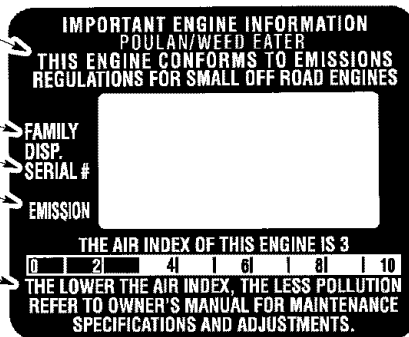 IMPORTANT ENGINE INFORMATION
POULAN/WEED EATER
THIS ENGINE CONFORMS TO EMISSIONS
REGULATIONS FOR SMALL OFF ROAD ENGINES
FAMILY
DISP.
SERIAL #
EMISSION
THE AIR INDEX OF THIS ENGINE IS 3
0 2 4 6 8 10
THE LOWER THE AIR INDEX, THE LESS POLLUTION
REFER TO OWNER'S MANUAL FOR MAINTENANCE
SPECIFICATIONS AND ADJUSTMENTS.